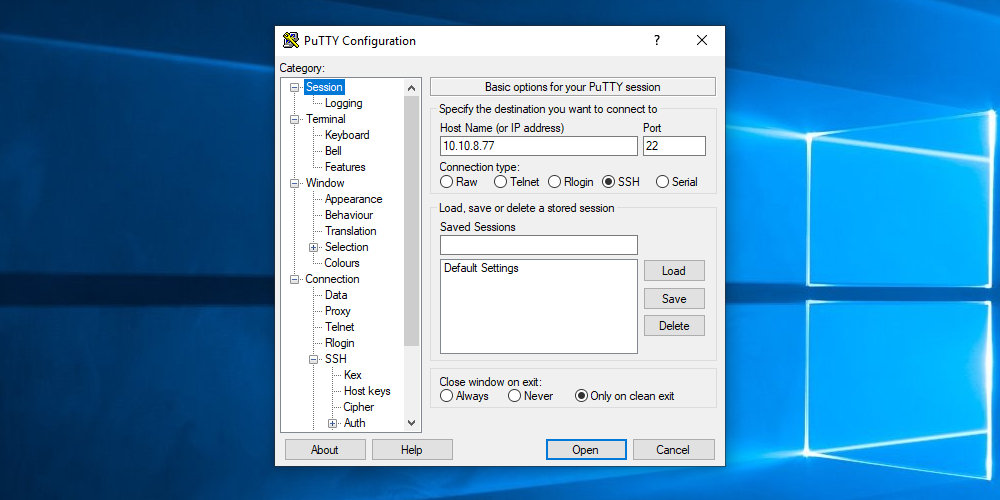 PuTTY Configuration ? ×
Category:
Session
Logging
Terminal
Keyboard
Bell
Features
Window
Appearance
Behaviour
Translation
Selection
Colours
Connection
Data
Proxy
Telnet
Rlogin
SSH
Kex
Host keys
Cipher
Auth
Basic options for your PuTTY session
Specify the destination you want to connect to
Host Name (or IP address) Port
10.10.8.77 22
Connection type:
Raw Telnet Rlogin SSH Serial
Load, save or delete a stored session
Saved Sessions
Default Settings
Load
Save
Delete
Close window on exit:
Always Never Only on clean exit
About Help Open Cancel